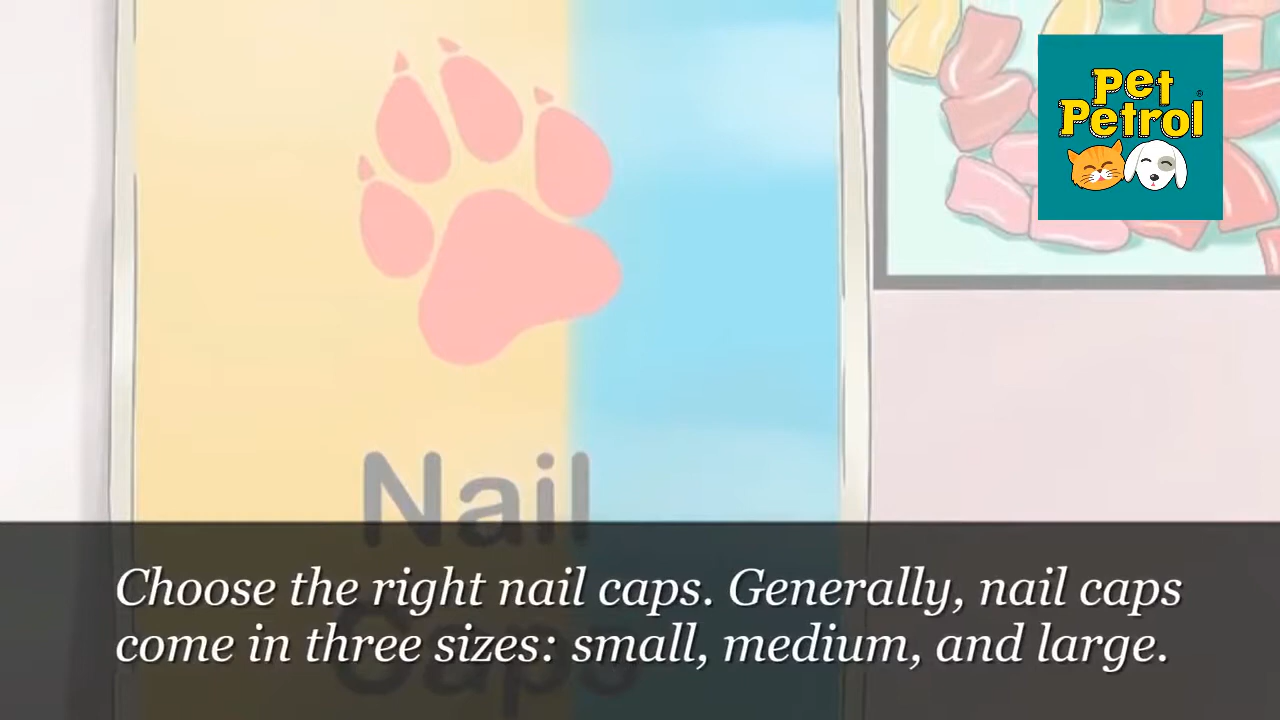 Pet
Petrol
Nail
Caps
Choose the right nail caps. Generally, nail caps
come in three sizes: small, medium, and large.